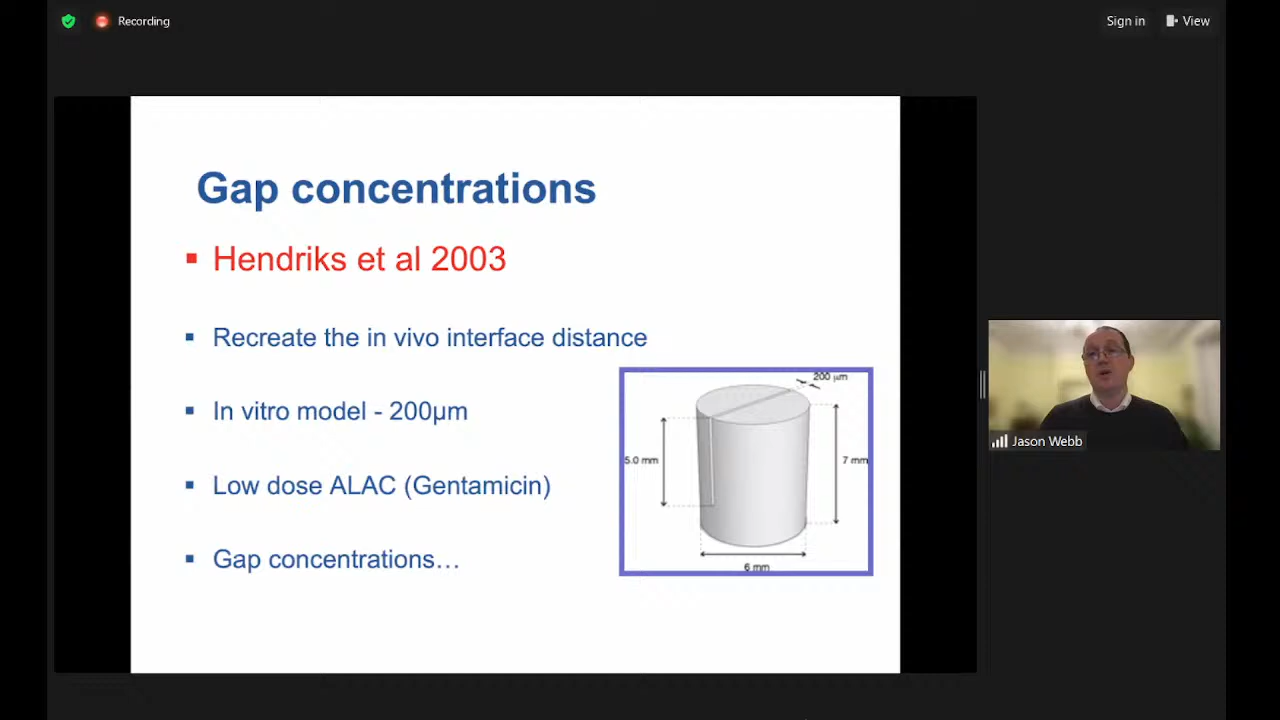 Recording
Sign in
View
Gap concentrations
Hendriks et al 2003
Recreate the in vivo interface distance
In vitro model - 200µm
Low dose ALAC (Gentamicin)
Gap concentrations…
200 µm
5.0 mm
7 mm
6 mm
Jason Webb